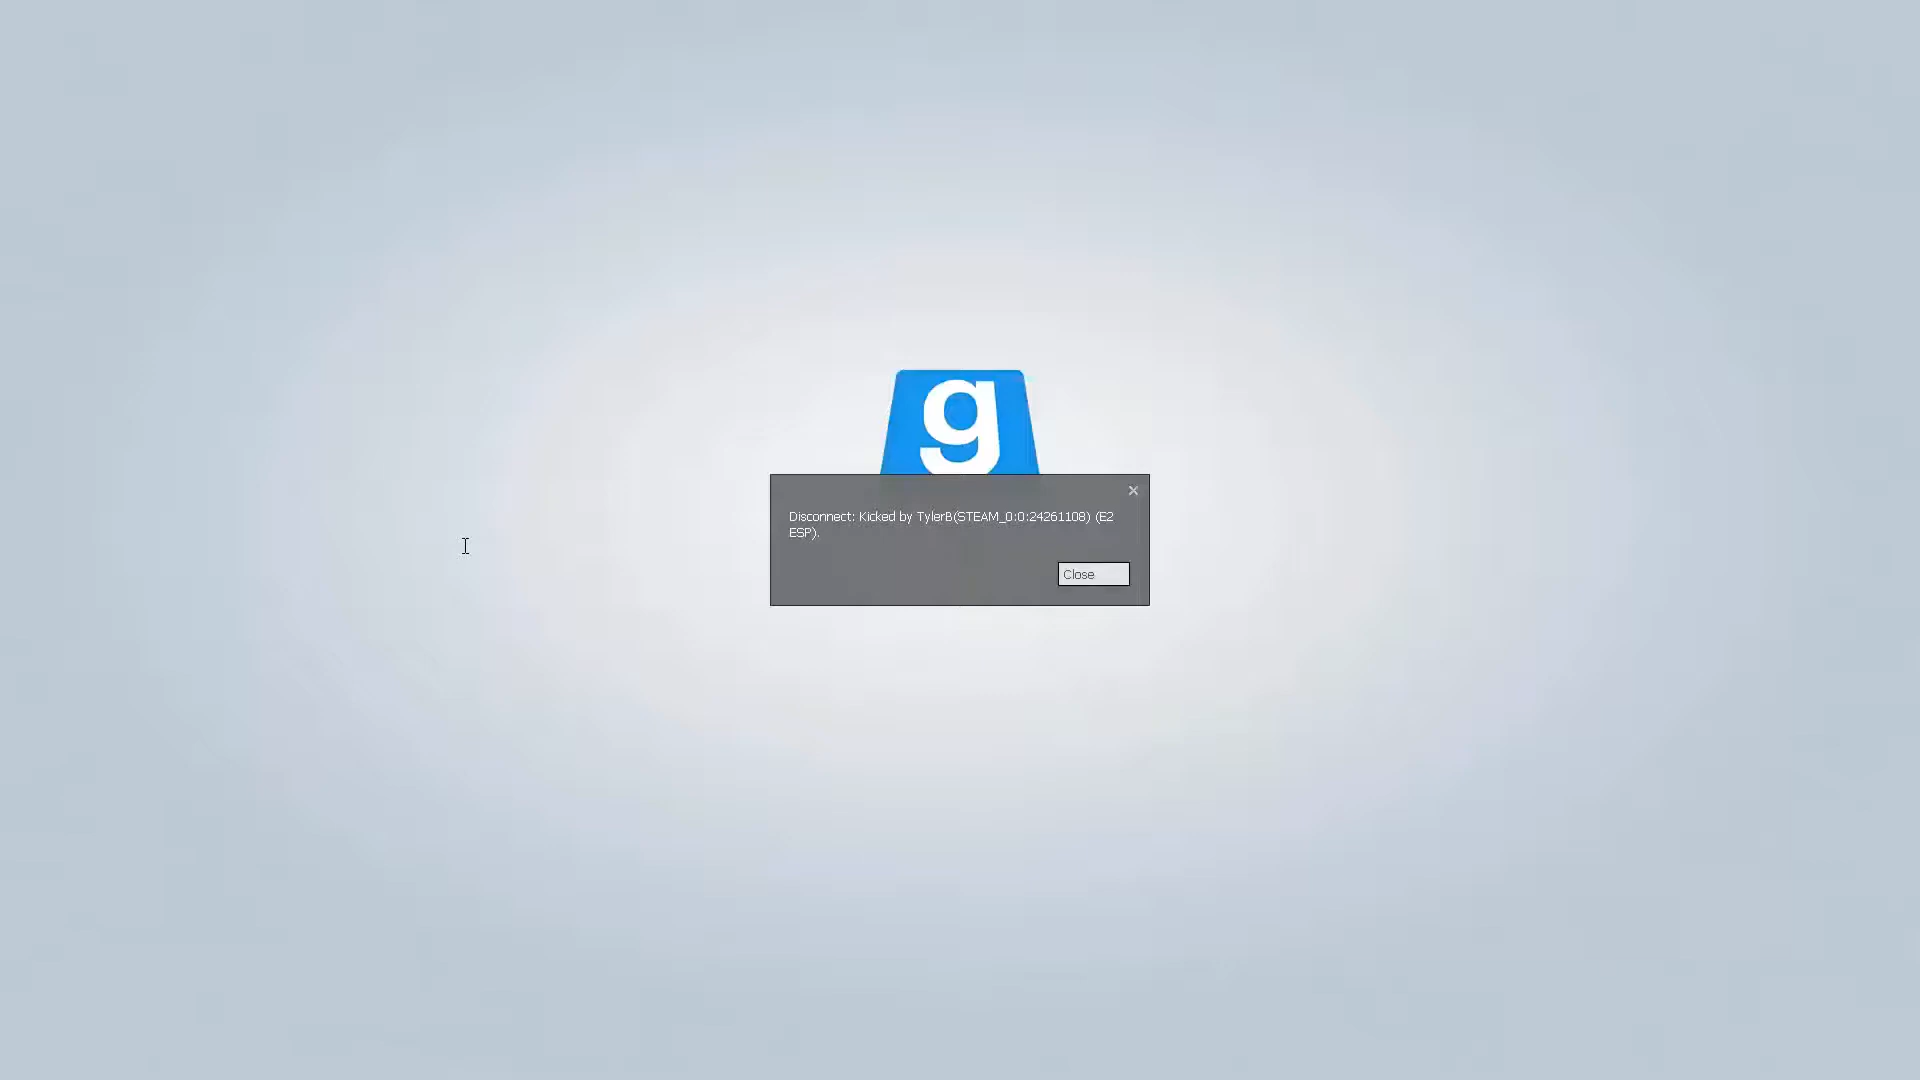 g
Disconnect: Kicked by TylerB(STEAM_0:0:24261108) (E2
ESP).
Close